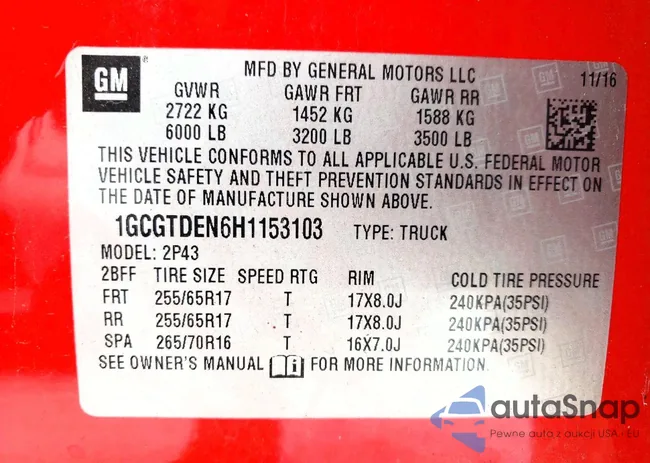 GM
MFD BY GENERAL MOTORS LLC 11/16
GVWR GAWR FRT GAWR RR
2722 KG 1452 KG 1588 KG
6000 LB 3200 LB 3500 LB
THIS VEHICLE CONFORMS TO ALL APPLICABLE U.S. FEDERAL MOTOR
VEHICLE SAFETY AND THEFT PREVENTION STANDARDS IN EFFECT ON
THE DATE OF MANUFACTURE SHOWN ABOVE.
1GCGTDEN6H1153103 TYPE: TRUCK
MODEL: 2P43
2BFF TIRE SIZE SPEED RTG RIM COLD TIRE PRESSURE
FRT 255/65R17 T 17X8.0J 240KPA(35PSI)
RR 255/65R17 T 17X8.0J 240KPA(35PSI)
SPA 265/70R16 T 16X7.0J 240KPA(35PSI)
SEE OWNER'S MANUAL i FOR MORE INFORMATION.
autoSnap
Pewne auta z aukcji USA - EU